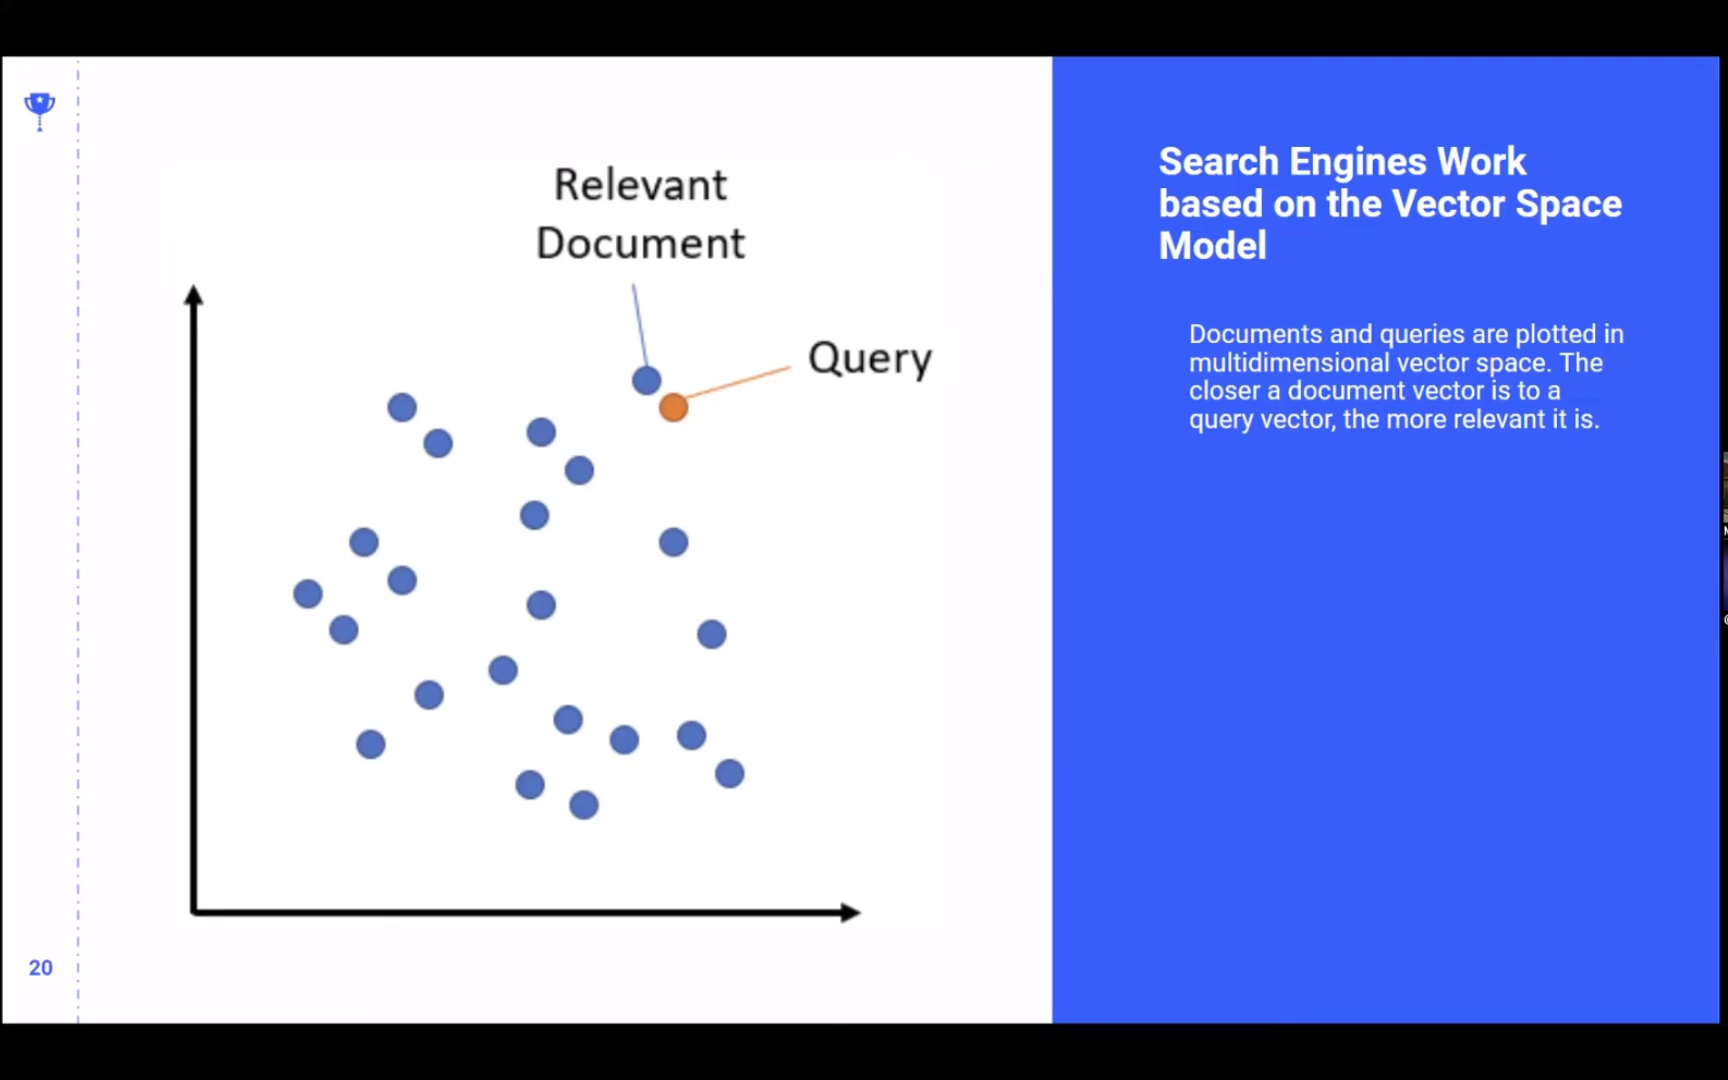 Relevant
Document
Query
20
Search Engines Work
based on the Vector Space
Model
Documents and queries are plotted in
multidimensional vector space. The
closer a document vector is to a
query vector, the more relevant it is.